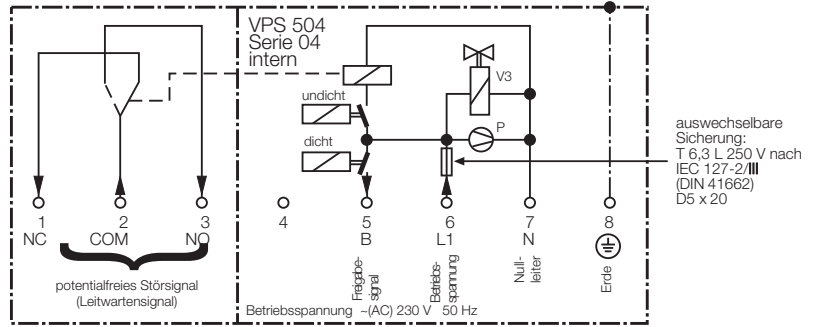 VPS 504
Serie 04
intern
undicht
dicht
V3
P
auswechselbare
Sicherung:
T 6,3 L 250 V nach
IEC 127-2/III
(DIN 41662)
D5 x 20
1
2
3
4
5
6
7
8
NC
COM
NO
B
L1
N
potentialfreies Störsignal
(Leitwartensignal)
Freigabe-
signal
Betriebs-
spannung
Null-
leiter
Erde
Betriebsspannung ~(AC) 230 V 50 Hz